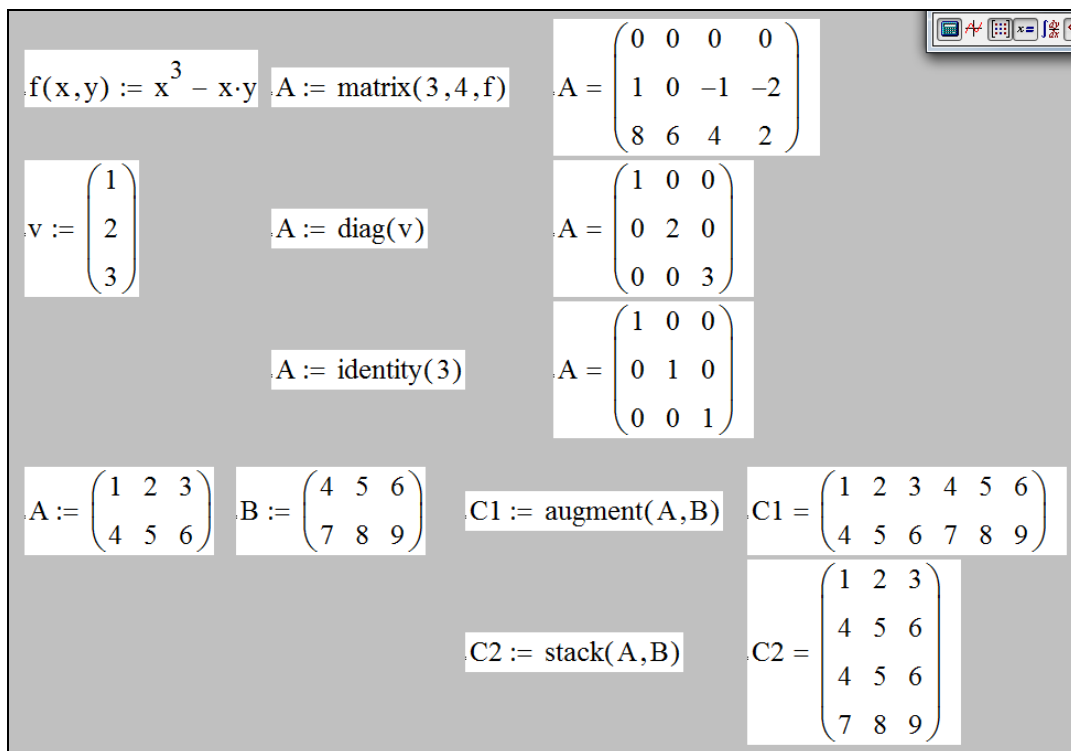 f(x,y) := x^3 − x·y A := matrix(3,4,f) A = (0 0 0 0
1 0 −1 −2
8 6 4 2)
v := (1
2
3) A := diag(v) A = (1 0 0
0 2 0
0 0 3)
A := identity(3) A = (1 0 0
0 1 0
0 0 1)
A := (1 2 3
4 5 6) B := (4 5 6
7 8 9) C1 := augment(A,B) C1 = (1 2 3 4 5 6
4 5 6 7 8 9)
C2 := stack(A,B) C2 = (1 2 3
4 5 6
4 5 6
7 8 9)
x= ∫ dy/dx